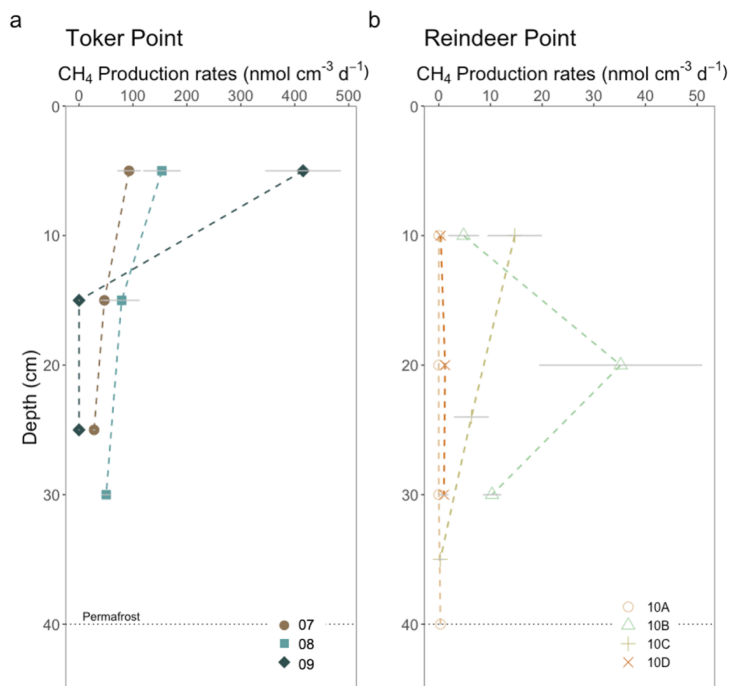 a
Toker Point
CH₄ Production rates (nmol cm⁻³ d⁻¹)
0 100 200 300 400 500
0
10
20
30
40
Depth (cm)
Permafrost
07
08
09
b
Reindeer Point
CH₄ Production rates (nmol cm⁻³ d⁻¹)
0 10 20 30 40 50
0
10
20
30
40
10A
10B
10C
10D